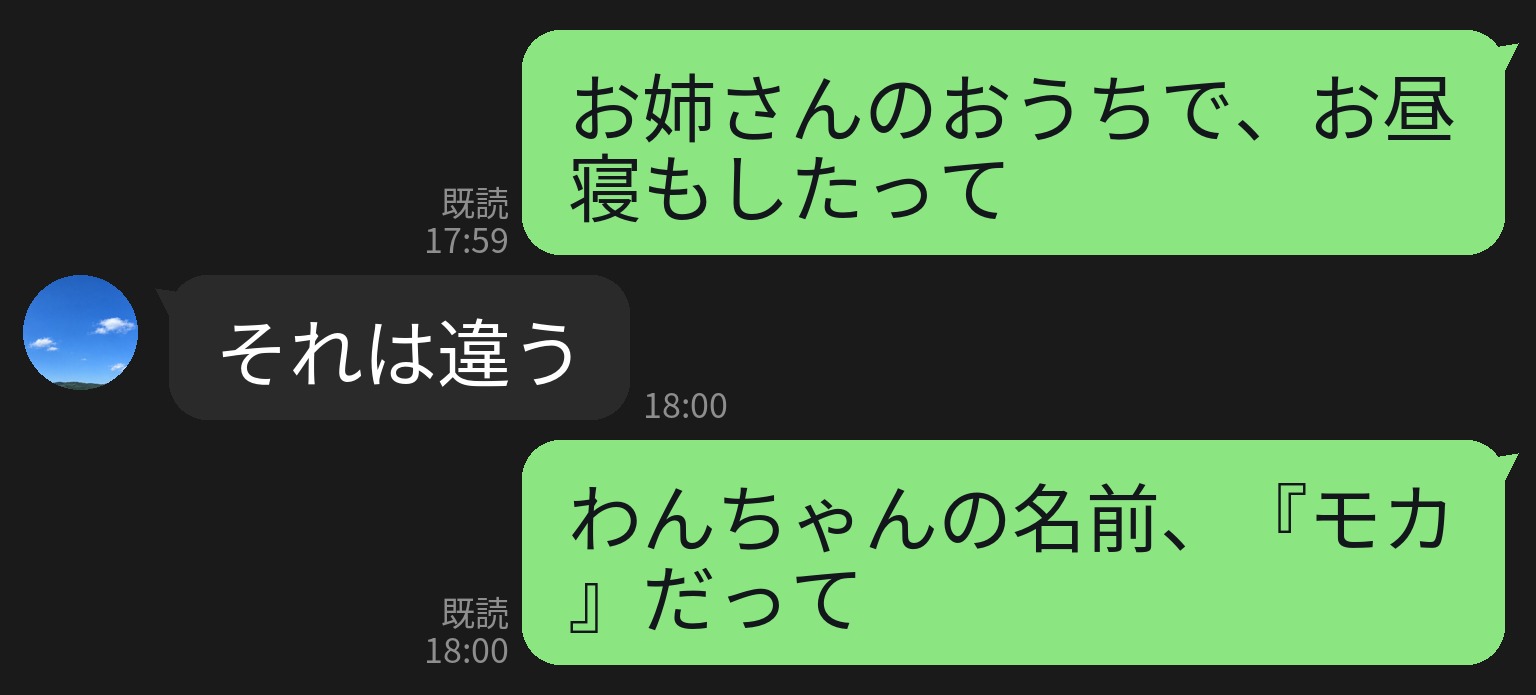 お姉さんのおうちで、お昼
寝もしたって
既読
17:59
それは違う
18:00
わんちゃんの名前、『モカ
』だって
既読
18:00